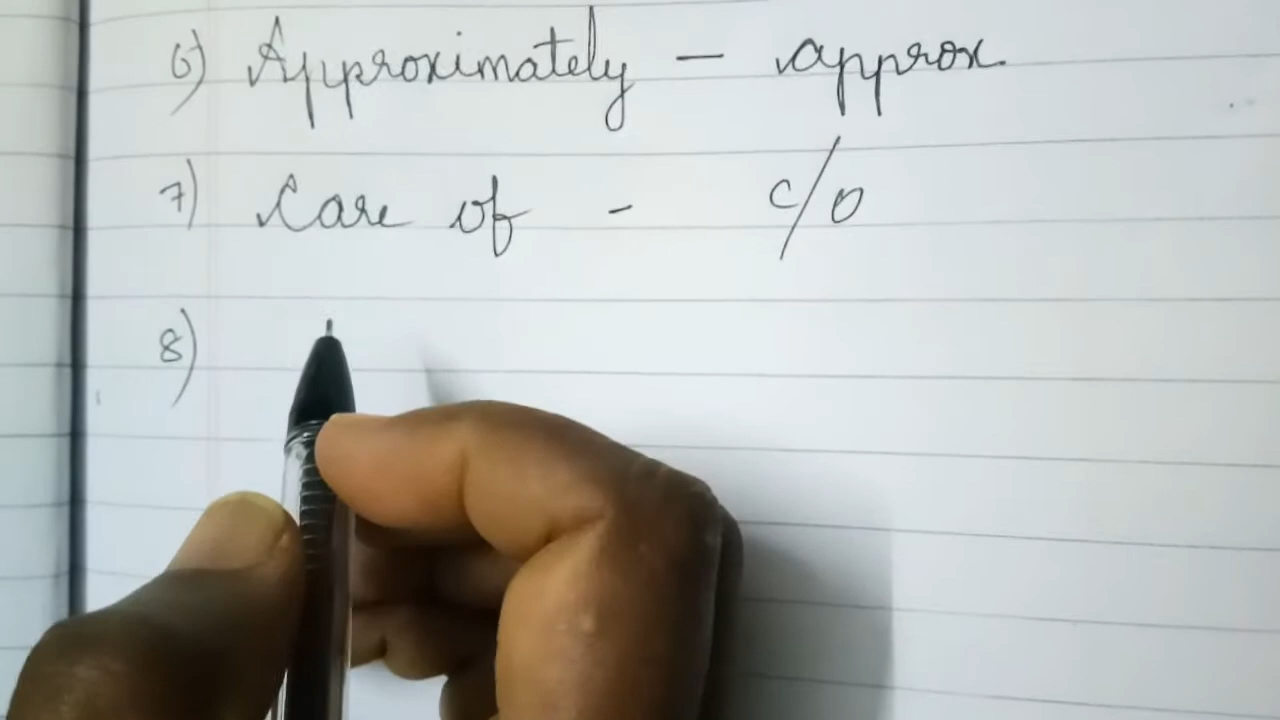 6) Approximately - approx.
7) Care of - c/o
8)